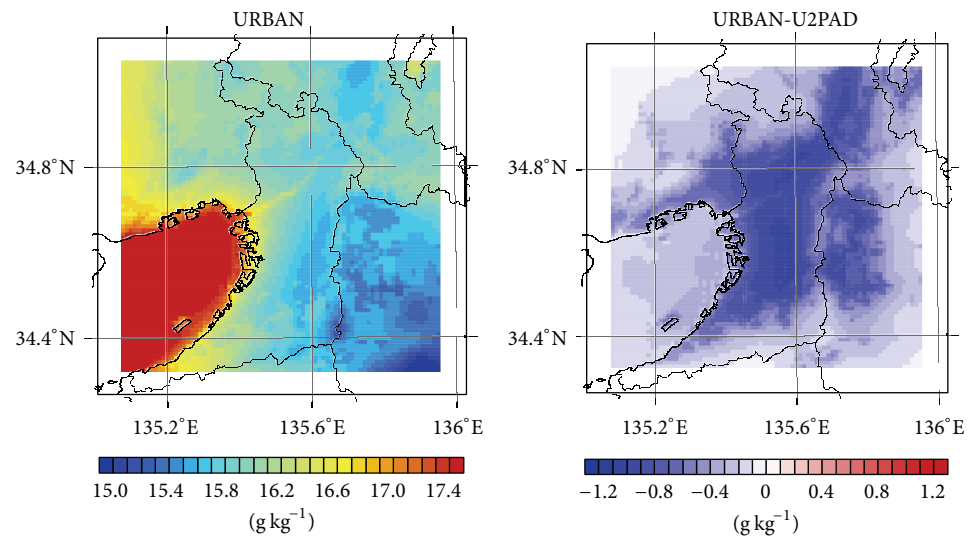 URBAN
URBAN-U2PAD
34.8°N
34.4°N
135.2°E 135.6°E 136°E
15.0 15.4 15.8 16.2 16.6 17.0 17.4
(g kg⁻¹)
34.8°N
34.4°N
135.2°E 135.6°E 136°E
−1.2 −0.8 −0.4 0 0.4 0.8 1.2
(g kg⁻¹)